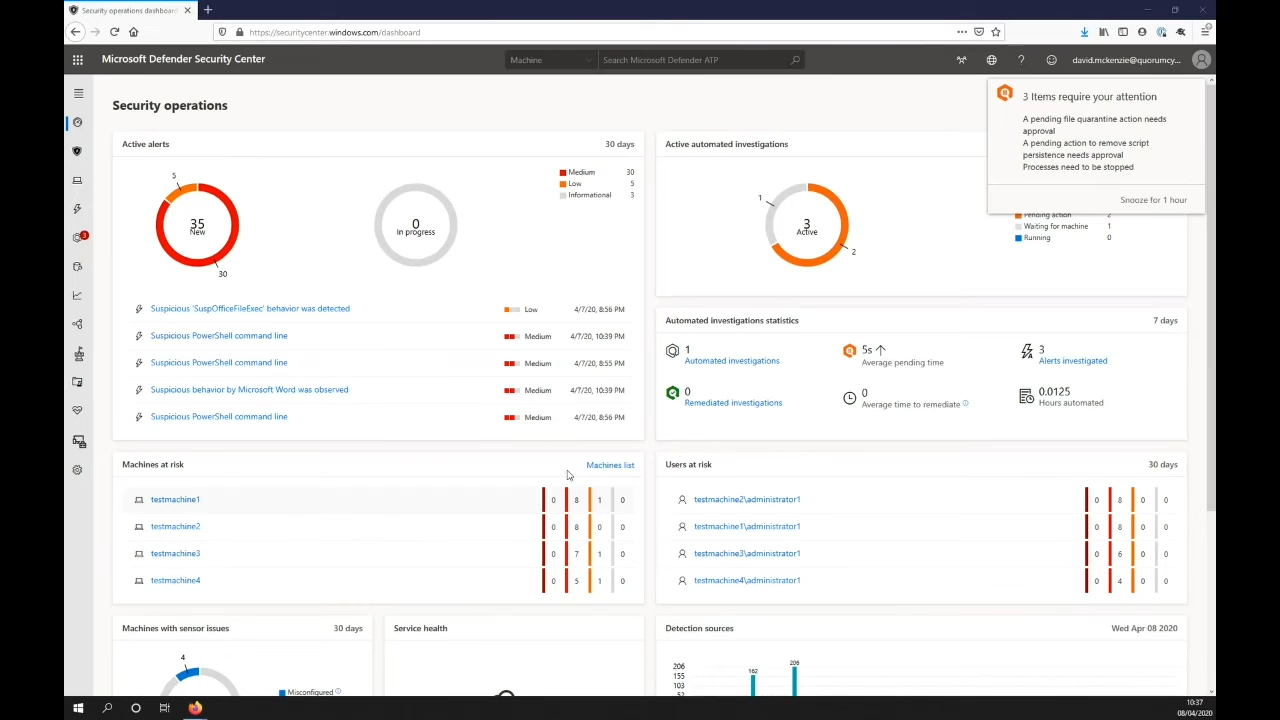 Security operations dashboard
https://securitycenter.windows.com/dashboard
Microsoft Defender Security Center
Machine
Search Microsoft Defender ATP
david.mckenzie@quorumcy...
Security operations
3 Items require your attention
A pending file quarantine action needs
approval
A pending action to remove script
persistence needs approval
Processes need to be stopped
Snooze for 1 hour
Active alerts
30 days
5
35
New
30
0
In progress
Medium 30
Low 5
Informational 3
Suspicious 'SuspOfficeFileExec' behavior was detected Low 4/7/20, 8:56 PM
Suspicious PowerShell command line Medium 4/7/20, 10:39 PM
Suspicious PowerShell command line Medium 4/7/20, 8:55 PM
Suspicious behavior by Microsoft Word was observed Medium 4/7/20, 10:39 PM
Suspicious PowerShell command line Medium 4/7/20, 8:56 PM
Active automated investigations
1
3
Active
2
Pending action 2
Waiting for machine 1
Running 0
Automated investigations statistics
7 days
1
Automated investigations
5s
Average pending time
3
Alerts investigated
0
Remediated investigations
0
Average time to remediate
0.0125
Hours automated
3
Machines at risk
Machines list
testmachine1 0 8 1 0
testmachine2 0 8 0 0
testmachine3 0 7 1 0
testmachine4 0 5 1 0
Users at risk
30 days
testmachine2\administrator1 0 8 0 0
testmachine1\administrator1 0 8 0 0
testmachine3\administrator1 0 6 0 0
testmachine4\administrator1 0 4 0 0
Machines with sensor issues
30 days
4
Misconfigured
Service health
Detection sources
Wed Apr 08 2020
206
155
103
162
206
10:37
08/04/2020